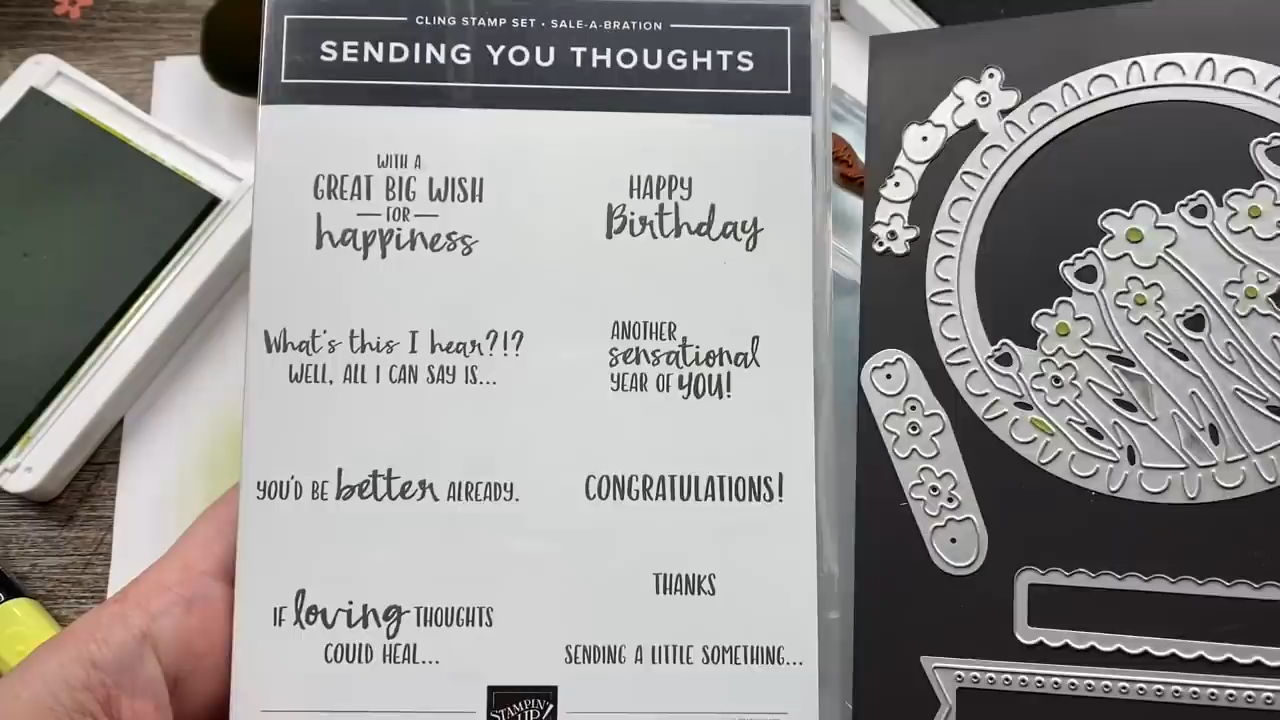 CLING STAMP SET • SALE-A-BRATION
SENDING YOU THOUGHTS
WITH A
GREAT BIG WISH
— FOR —
happiness
HAPPY
Birthday
What's this I hear?!?
WELL, ALL I CAN SAY IS...
ANOTHER
sensational
YEAR OF YOU!
YOU'D BE better ALREADY.
CONGRATULATIONS!
IF loving THOUGHTS
COULD HEAL...
THANKS
SENDING A LITTLE SOMETHING...
STAMPIN'
UP!